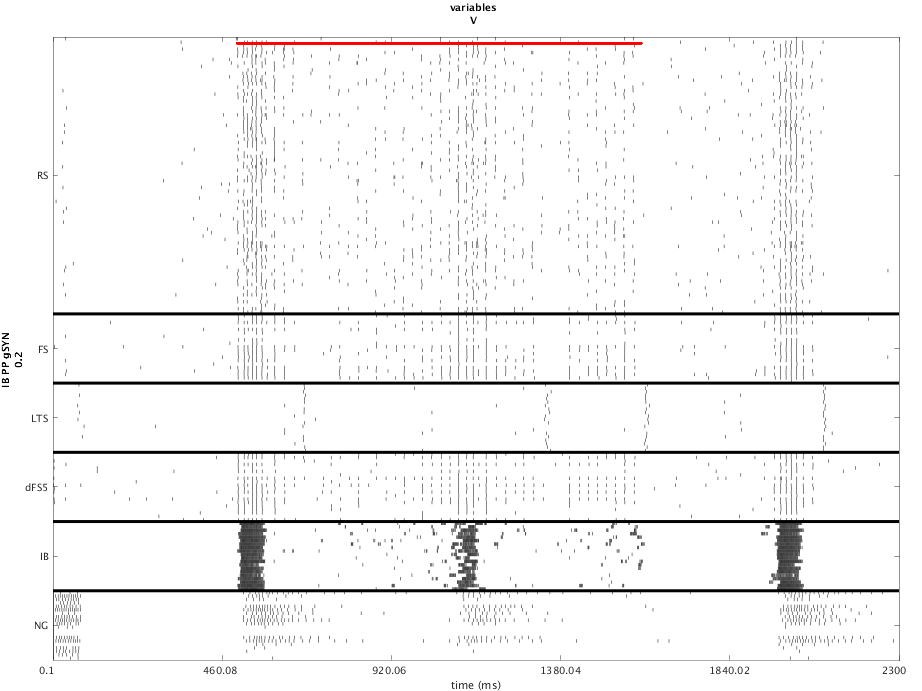 variables
V
IB PP gSYN
0.2
RS
FS
LTS
dFS5
IB
NG
0.1 460.08 920.06 1380.04 1840.02 2300
time (ms)